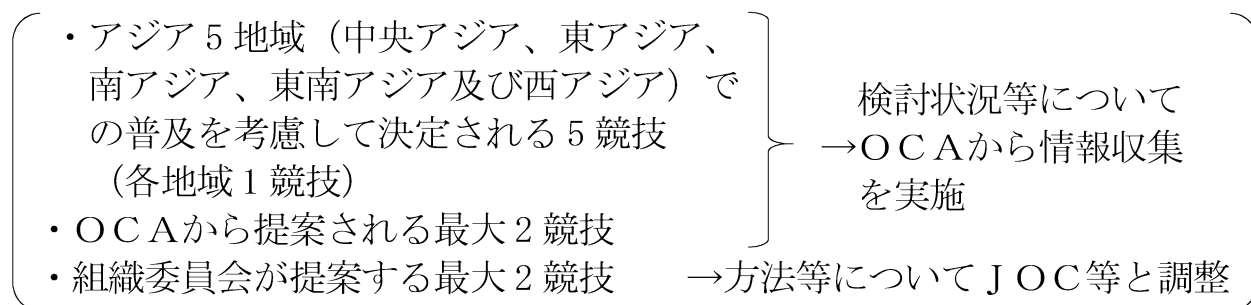 ・アジア5地域(中央アジア、東アジア、
南アジア、東南アジア及び西アジア)で
の普及を考慮して決定される5競技
(各地域1競技)
・OCAから提案される最大2競技
検討状況等について
→OCAから情報収集
を実施
・組織委員会が提案する最大2競技 →方法等についてJOC等と調整